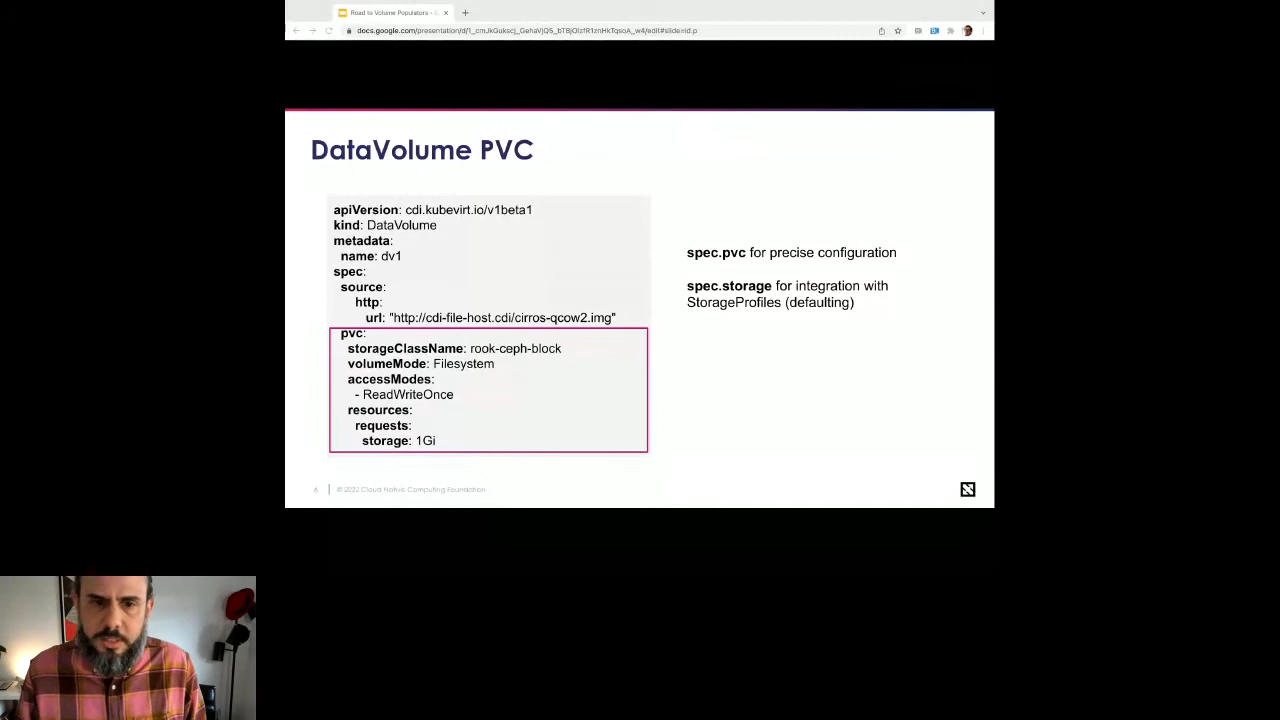 Road to Volume Populators -
docs.google.com/presentation/d/
DataVolume PVC
apiVersion: cdi.kubevirt.io/v1beta1
kind: DataVolume
metadata:
name: dv1
spec:
source:
http:
url: "http://cdi-file-host.cdi/cirros-qcow2.img"
pvc:
storageClassName: rook-ceph-block
volumeMode: Filesystem
accessModes:
- ReadWriteOnce
resources:
requests:
storage: 1Gi
spec.pvc for precise configuration
spec.storage for integration with
StorageProfiles (defaulting)
6
© 2022 Cloud Native Computing Foundation